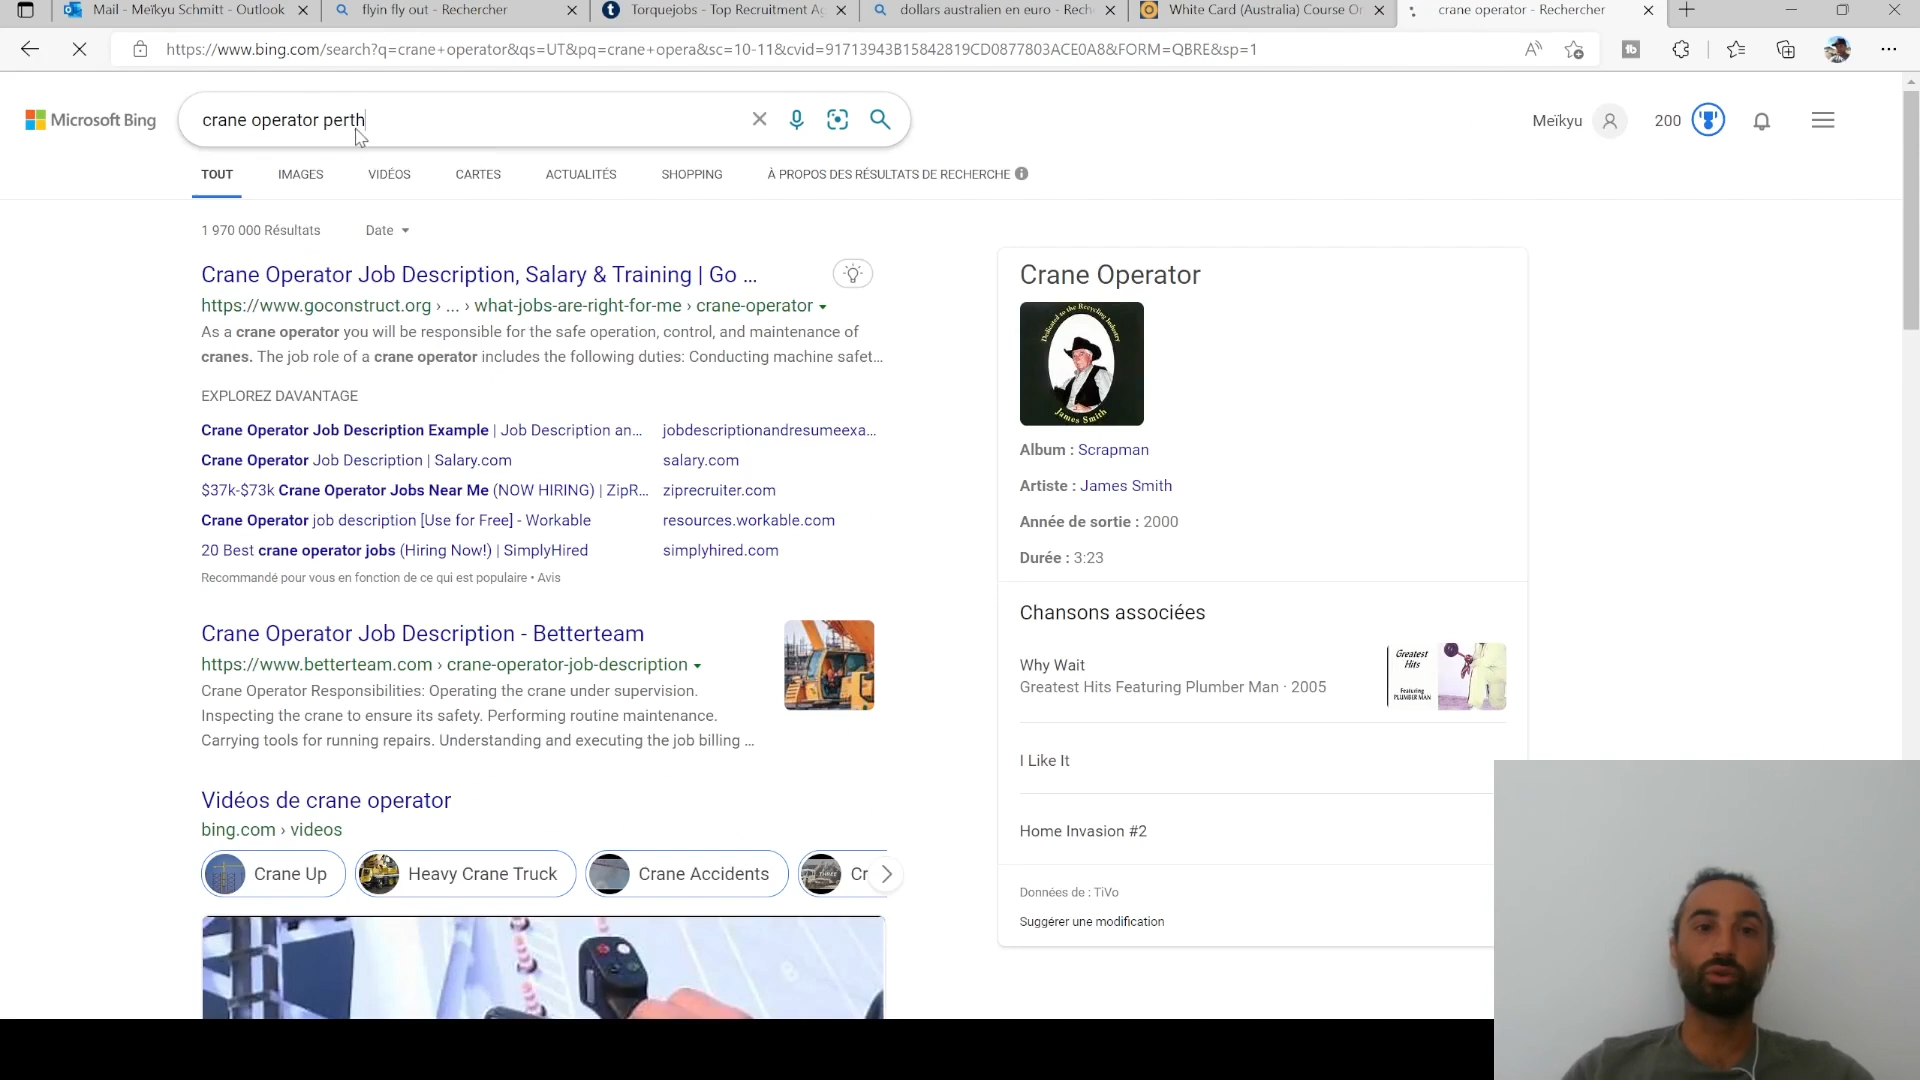 Mail - Meïkyu Schmitt - Outlook
flyin fly out - Rechercher
Torquejobs - Top Recruitment Ag
dollars australien en euro - Rech
White Card (Australia) Course On
crane operator - Rechercher
https://www.bing.com/search?q=crane+operator&qs=UT&pq=crane+opera&sc=10-11&cvid=91713943B15842819CD0877803ACE0A8&FORM=QBRE&sp=1
Microsoft Bing
crane operator perth
Meïkyu
200
TOUT
IMAGES
VIDÉOS
CARTES
ACTUALITÉS
SHOPPING
À PROPOS DES RÉSULTATS DE RECHERCHE
1 970 000 Résultats
Date
Crane Operator Job Description, Salary & Training | Go ...
https://www.goconstruct.org › ... › what-jobs-are-right-for-me › crane-operator
As a crane operator you will be responsible for the safe operation, control, and maintenance of
cranes. The job role of a crane operator includes the following duties: Conducting machine safet...
EXPLOREZ DAVANTAGE
Crane Operator Job Description Example | Job Description an... jobdescriptionandresumeexa...
Crane Operator Job Description | Salary.com salary.com
$37k-$73k Crane Operator Jobs Near Me (NOW HIRING) | ZipR... ziprecruiter.com
Crane Operator job description [Use for Free] - Workable resources.workable.com
20 Best crane operator jobs (Hiring Now!) | SimplyHired simplyhired.com
Recommandé pour vous en fonction de ce qui est populaire • Avis
Crane Operator Job Description - Betterteam
https://www.betterteam.com › crane-operator-job-description
Crane Operator Responsibilities: Operating the crane under supervision.
Inspecting the crane to ensure its safety. Performing routine maintenance.
Carrying tools for running repairs. Understanding and executing the job billing ...
Vidéos de crane operator
bing.com › videos
Crane Up
Heavy Crane Truck
Crane Accidents
Cr
Crane Operator
Dedicated to the Recycling Industry
James Smith
Album : Scrapman
Artiste : James Smith
Année de sortie : 2000
Durée : 3:23
Chansons associées
Why Wait
Greatest Hits Featuring Plumber Man · 2005
Greatest
Hits
Featuring
PLUMBER MAN
I Like It
Home Invasion #2
Données de : TiVo
Suggérer une modification